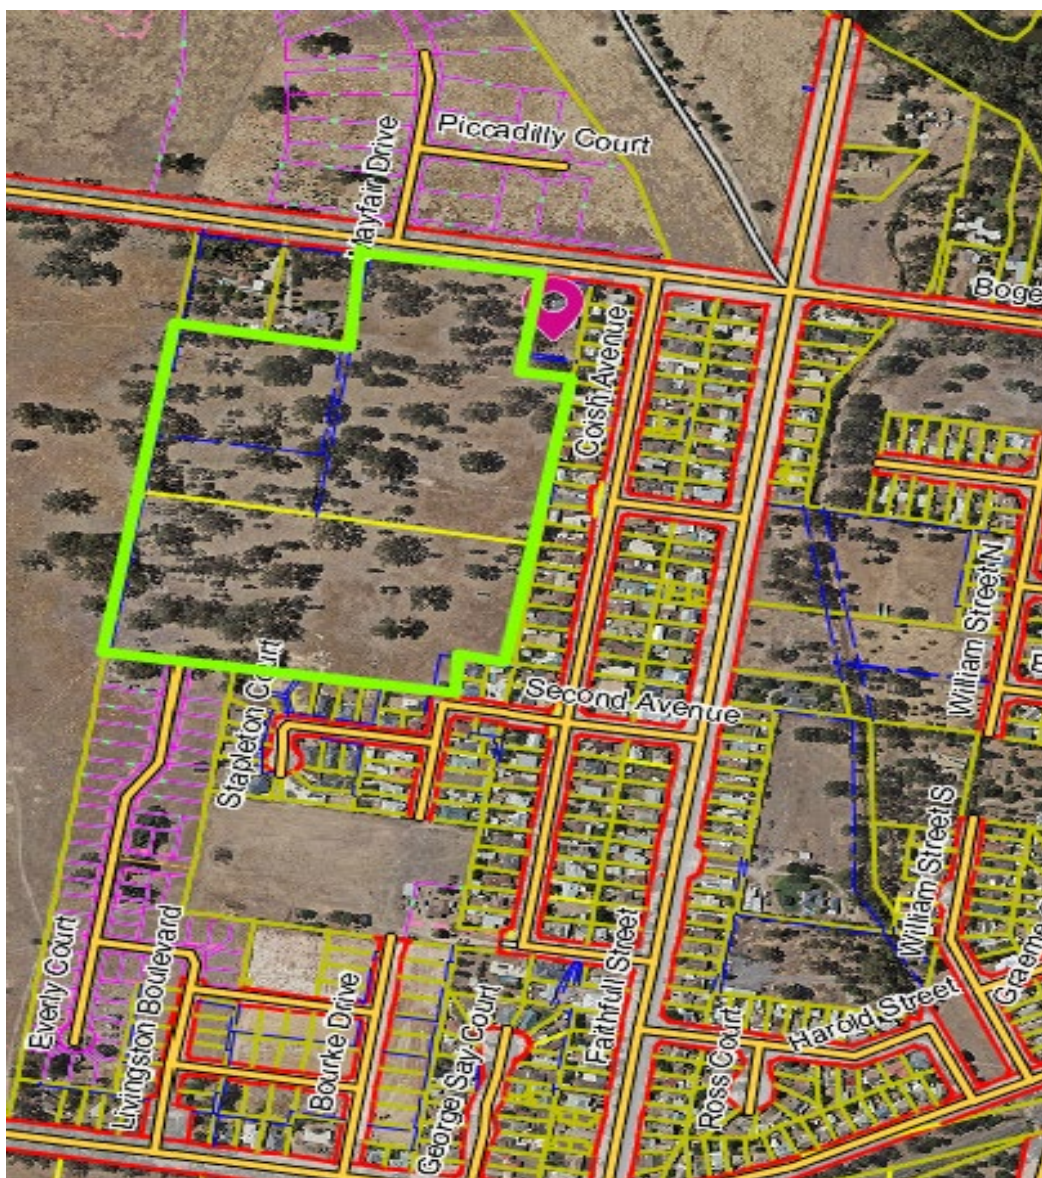 Piccadilly Court
Mayfair Drive
Boge
Coish Avenue
William Street N
E
Second Avenue
Stapleton Court
William Street S
Everly Court
Livingston Boulevard
Bourke Drive
George Say Court
Faithfull Street
Ross Court
Harold Street
Graeme